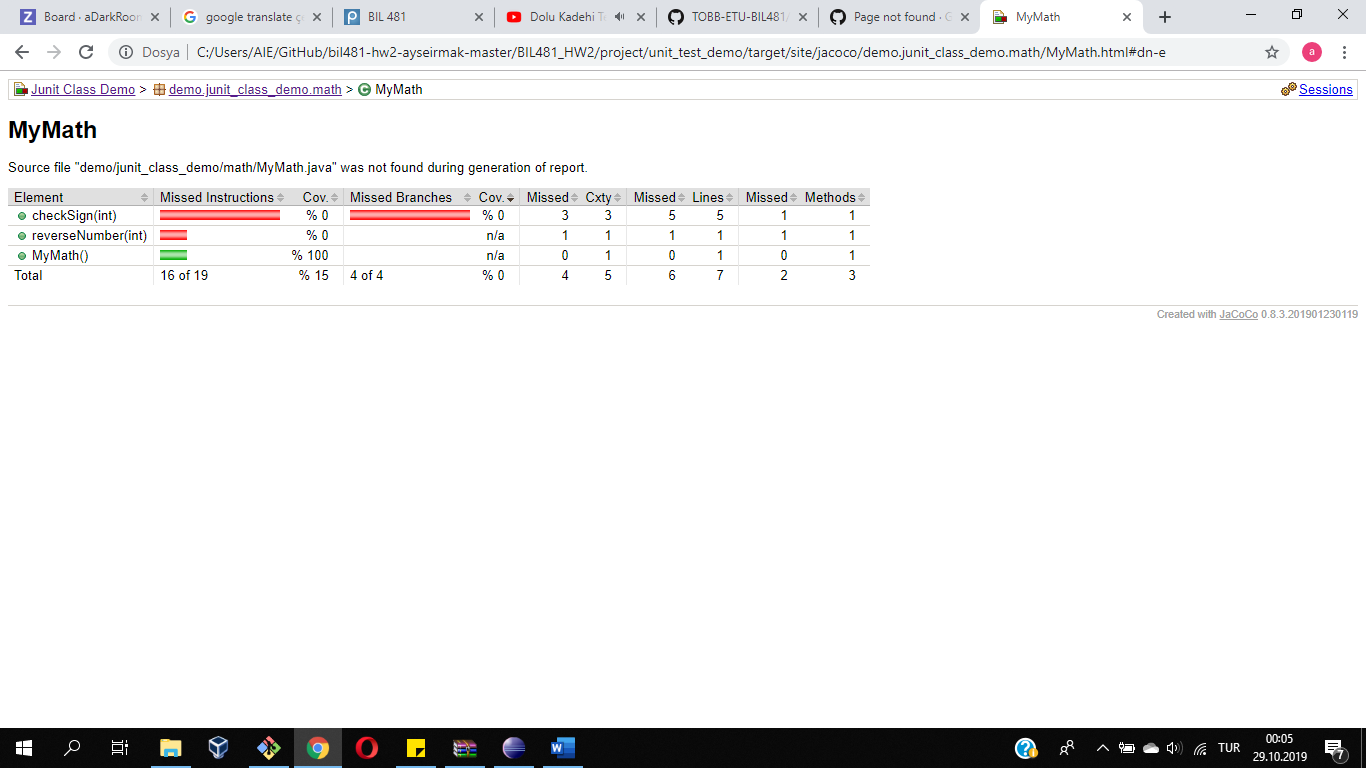 Board · aDarkRoon
google translate ç
BIL 481
Dolu Kadehi T
TOBB-ETU-BIL481/
Page not found · G
MyMath
Dosya
C:/Users/AIE/GitHub/bil481-hw2-ayseirmak-master/BIL481_HW2/project/unit_test_demo/target/site/jacoco/demo.junit_class_demo.math/MyMath.html#dn-e
a
Junit Class Demo > demo.junit_class_demo.math > MyMath
Sessions
MyMath
Source file "demo/junit_class_demo/math/MyMath.java" was not found during generation of report.
Element Missed Instructions Cov. Missed Branches Cov. Missed Cxty Missed Lines Missed Methods
checkSign(int) % 0 % 0 3 3 5 5 1 1
reverseNumber(int) % 0 n/a 1 1 1 1 1 1
MyMath() % 100 n/a 0 1 0 1 0 1
Total 16 of 19 % 15 4 of 4 % 0 4 5 6 7 2 3
Created with JaCoCo 0.8.3.201901230119
TUR
00:05
29.10.2019
7